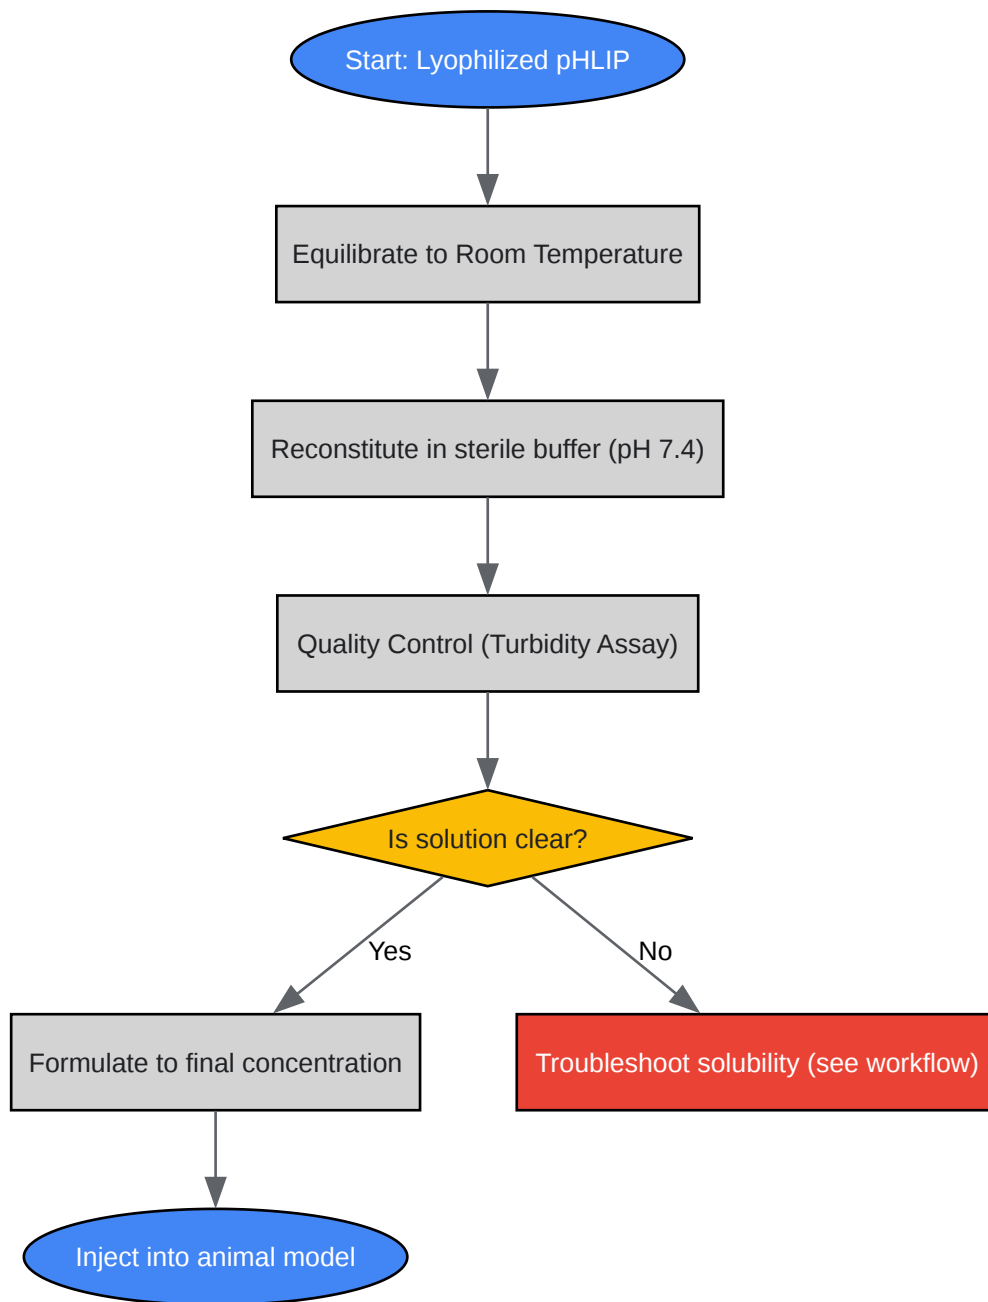 Start: Lyophilized pHLIP
Equilibrate to Room Temperature
Reconstitute in sterile buffer (pH 7.4)
Quality Control (Turbidity Assay)
Is solution clear?
Yes
No
Formulate to final concentration
Troubleshoot solubility (see workflow)
Inject into animal model